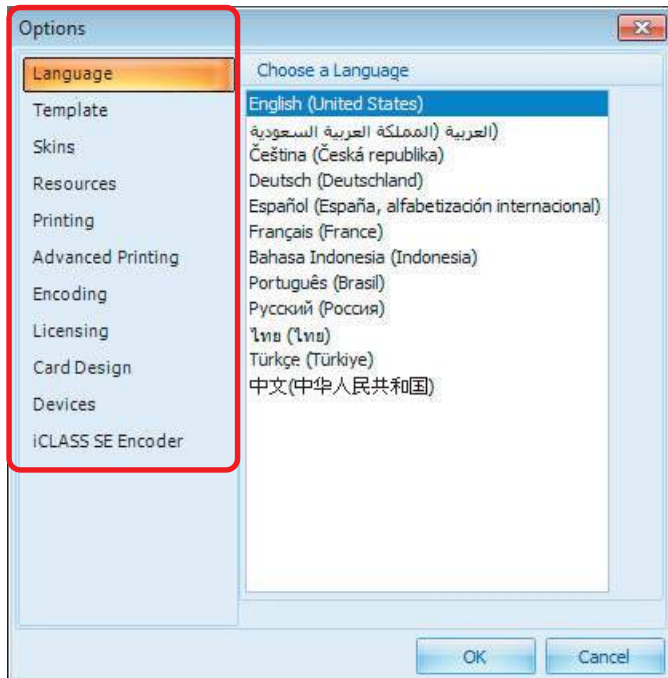 Options
Language
Template
Skins
Resources
Printing
Advanced Printing
Encoding
Licensing
Card Design
Devices
iCLASS SE Encoder
Choose a Language
English (United States)
العربية (المملكة العربية السعودية)
Čeština (Česká republika)
Deutsch (Deutschland)
Español (España, alfabetización internacional)
Français (France)
Bahasa Indonesia (Indonesia)
Português (Brasil)
Русский (Россия)
ไทย (ไทย)
Türkçe (Türkiye)
中文(中华人民共和国)
OK
Cancel